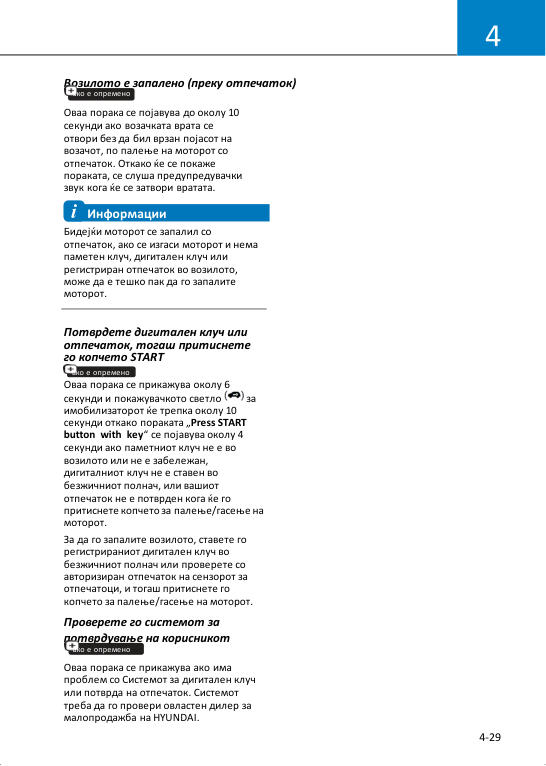 4
Возилото е запалено (преку отпечаток)
ако е опремено
Оваа порака се појавува до околу 10
секунди ако возачката врата се
отвори без да бил врзан појасот на
возачот, по палење на моторот со
отпечаток. Откако ќе се покаже
пораката, се слуша предупредувачки
звук кога ќе се затвори вратата.
i Информации
Бидејќи моторот се запалил со
отпечаток, ако се изгаси моторот и нема
паметен клуч, дигитален клуч или
регистриран отпечаток во возилото,
може да е тешко пак да го запалите
моторот.
Потврдете дигитален клуч или
отпечаток, тогаш притиснете
го копчето START
ако е опремено
Оваа порака се прикажува околу 6
секунди и покажувачкото светло ( ) за
имобилизаторот ќе трепка околу 10
секунди откако пораката „Press START
button with key“ се појавува околу 4
секунди ако паметниот клуч не е во
возилото или не е забележан,
дигиталниот клуч не е ставен во
безжичниот полнач, или вашиот
отпечаток не е потврден кога ќе го
притиснете копчето за палење/гасење на
моторот.
За да го запалите возилото, ставете го
регистрираниот дигитален клуч во
безжичниот полнач или проверете со
авторизиран отпечаток на сензорот за
отпечатоци, и тогаш притиснете го
копчето за палење/гасење на моторот.
Проверете го системот за
потврдување на корисникот
ако е опремено
Оваа порака се прикажува ако има
проблем со Системот за дигитален клуч
или потврда на отпечаток. Системот
треба да го провери овластен дилер за
малопродажба на HYUNDAI.
4-29